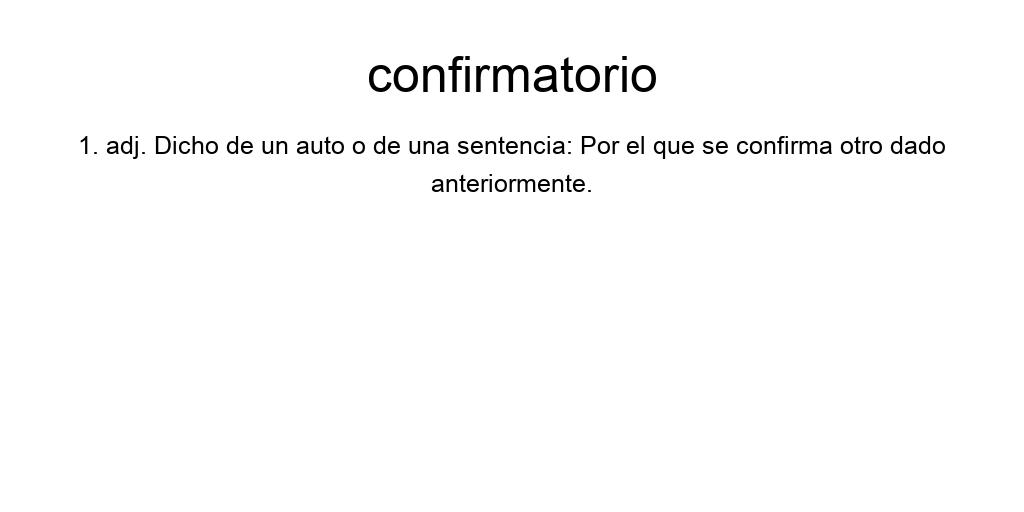 confirmatorio
1. adj. Dicho de un auto o de una sentencia: Por el que se confirma otro dado
anteriormente.